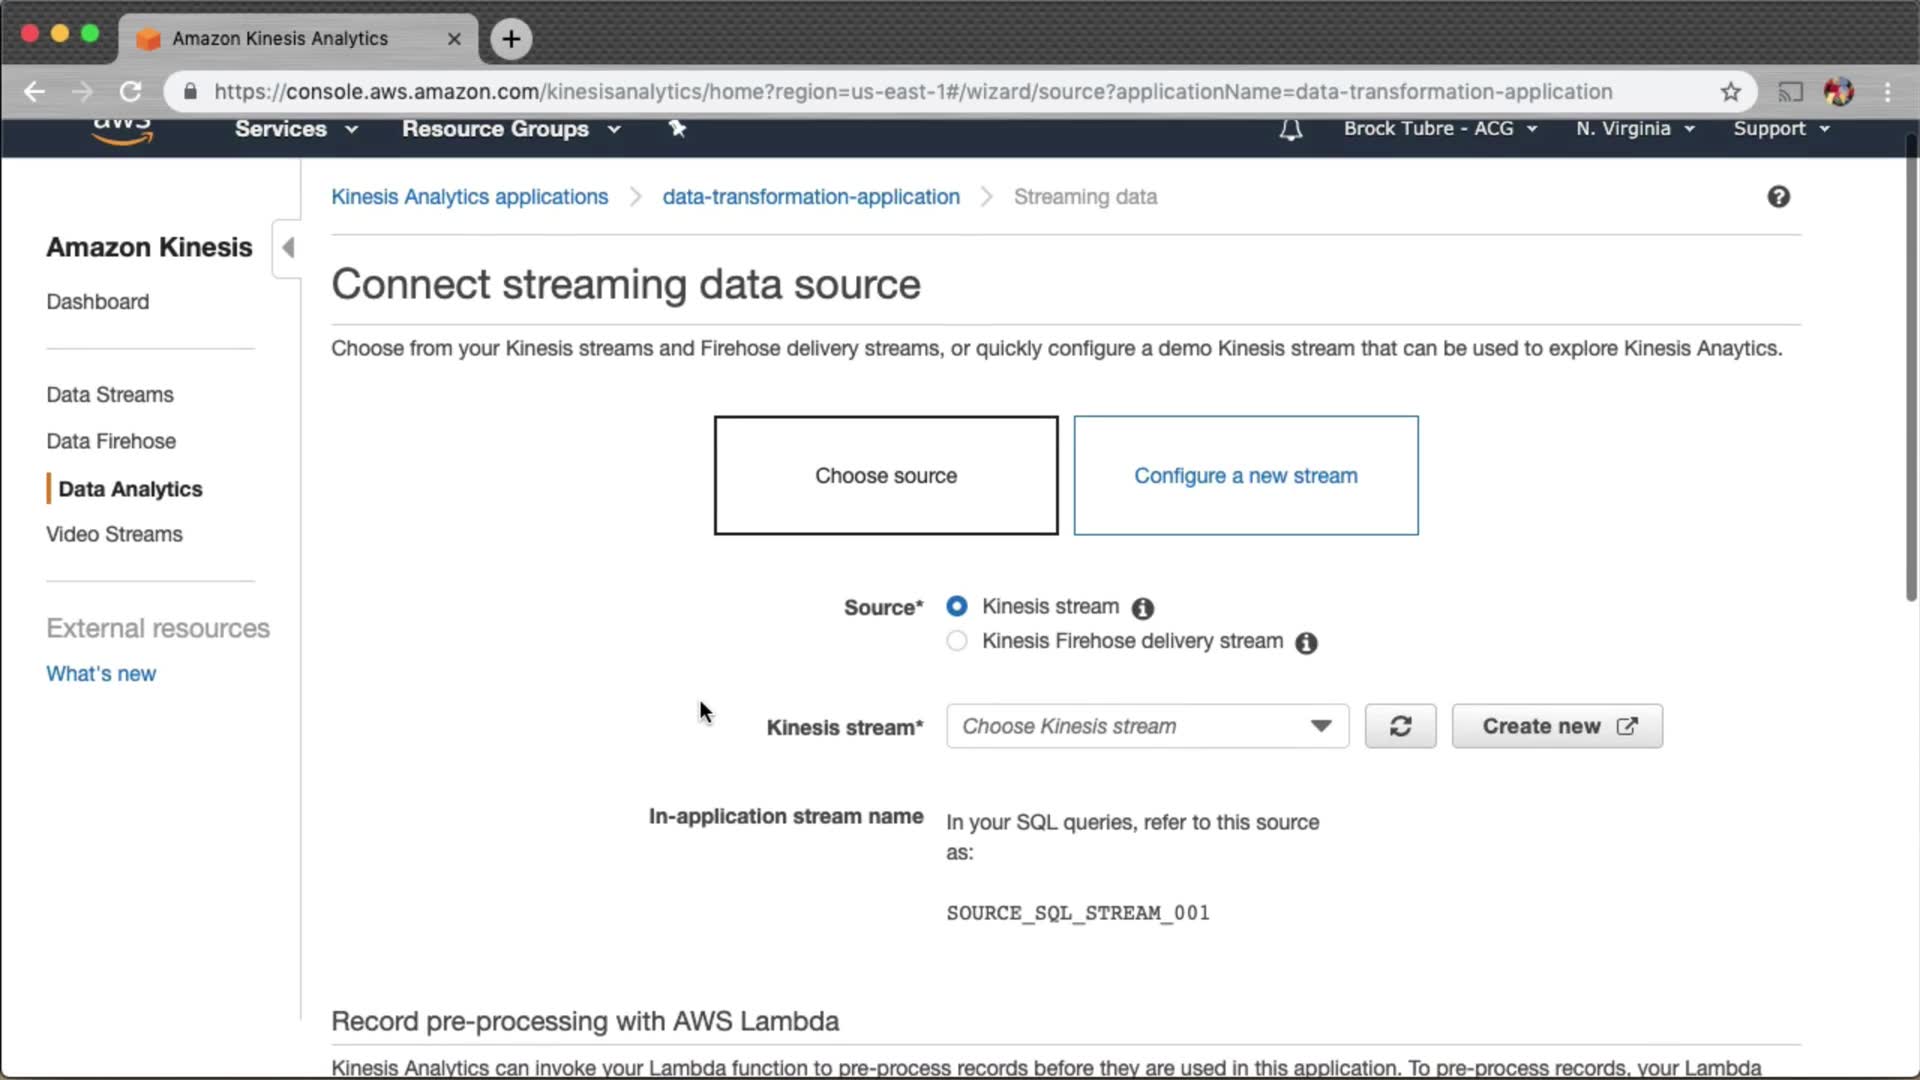 Amazon Kinesis Analytics
https://console.aws.amazon.com/kinesisanalytics/home?region=us-east-1#/wizard/source?applicationName=data-transformation-application
aws
Services
Resource Groups
Brock Tubre - ACG
N. Virginia
Support
Kinesis Analytics applications
data-transformation-application
Streaming data
Amazon Kinesis
Dashboard
Data Streams
Data Firehose
Data Analytics
Video Streams
External resources
What's new
Connect streaming data source
Choose from your Kinesis streams and Firehose delivery streams, or quickly configure a demo Kinesis stream that can be used to explore Kinesis Anaytics.
Choose source
Configure a new stream
Source*
Kinesis stream
Kinesis Firehose delivery stream
Kinesis stream*
Choose Kinesis stream
Create new
In-application stream name
In your SQL queries, refer to this source
as:
SOURCE_SQL_STREAM_001
Record pre-processing with AWS Lambda
Kinesis Analytics can invoke your Lambda function to pre-process records before they are used in this application. To pre-process records, your Lambda